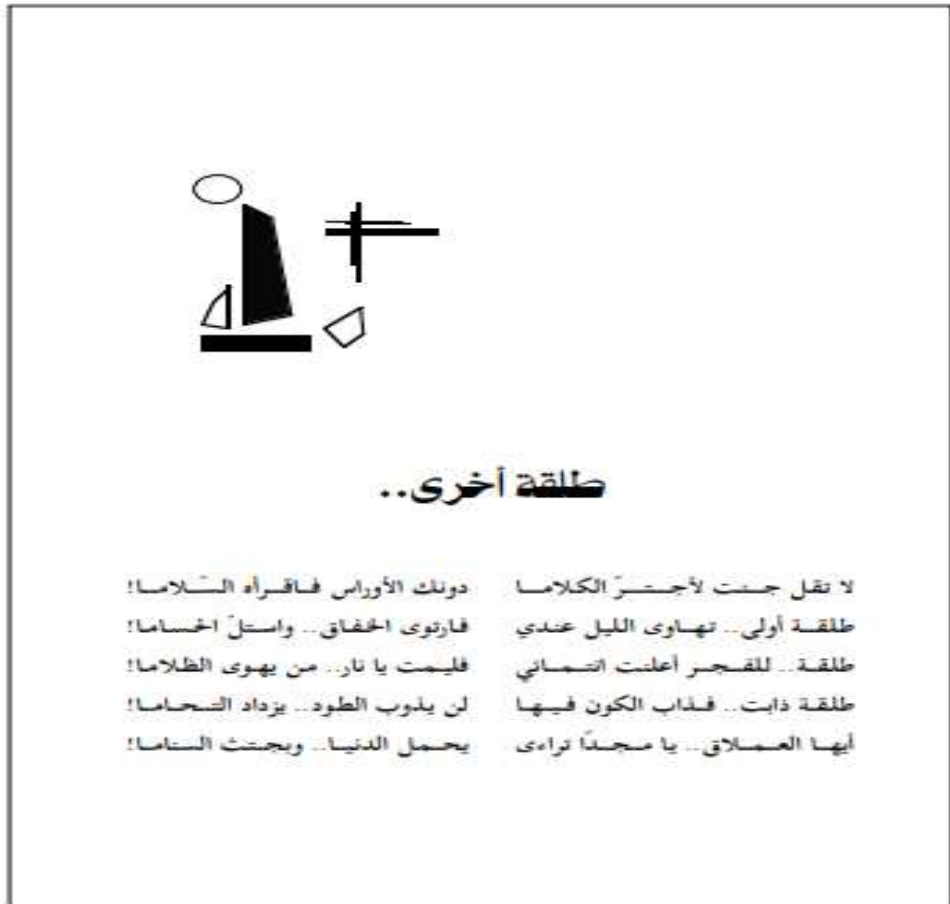 طلقة أخرى..
لا تقل جئت لأجترّ الكلاما دونك الأوراس فاقرأه السّلاما!
طلقة أولى.. تهاوى الليل عندي فارتوى الخفاق.. واستلّ الحساما!
طلقة.. للفجر أعلنت انتمائي فليمت يا نار.. من يهوى الظلاما!
طلقة ذابت.. فذاب الكون فيها لن يذوب الطود.. يزداد التحاما!
أيها العملاق.. يا مجدًا تراءى يحمل الدنيا.. ويجتث السناما!